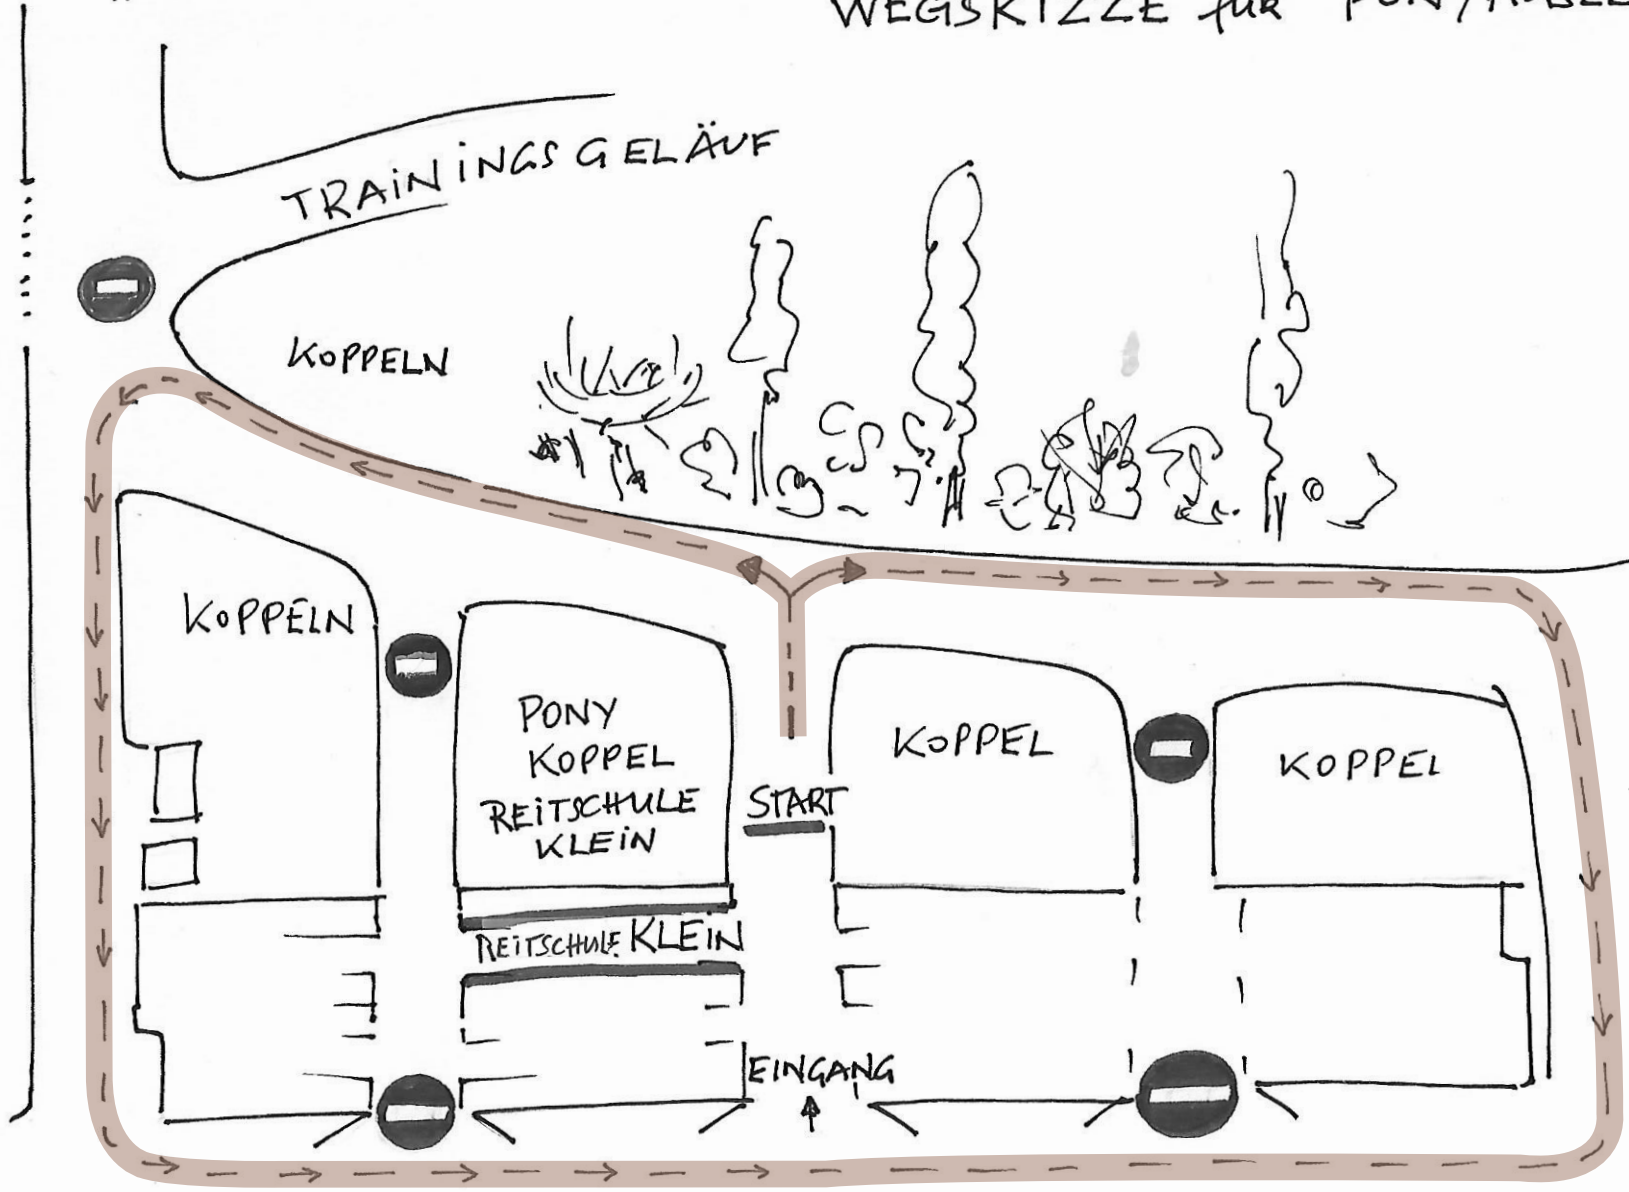 WEGSKIZZE für
TRAININGSGELÄUF
KOPPELN
KOPPELN
PONY
KOPPEL
REITSCHULE
KLEIN
START
KOPPEL
KOPPEL
REITSCHULE KLEIN
EINGANG